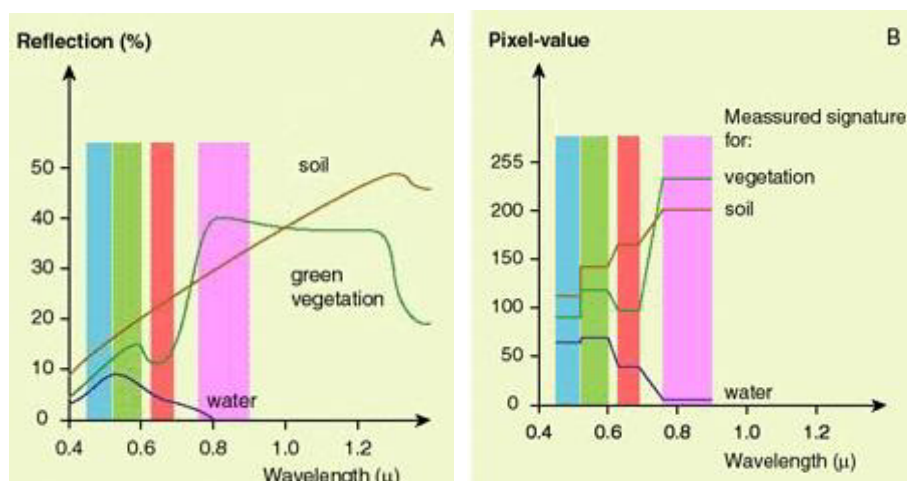 Reflection (%)
A
50
40
30
20
10
0
soil
green
vegetation
water
0.4
0.6
0.8
1.0
1.2
Wavelength (μ)
Pixel-value
B
Meassured signature
for:
255
200
150
100
50
0
vegetation
soil
water
0.4
0.6
0.8
1.0
1.2
Wavelength (μ)